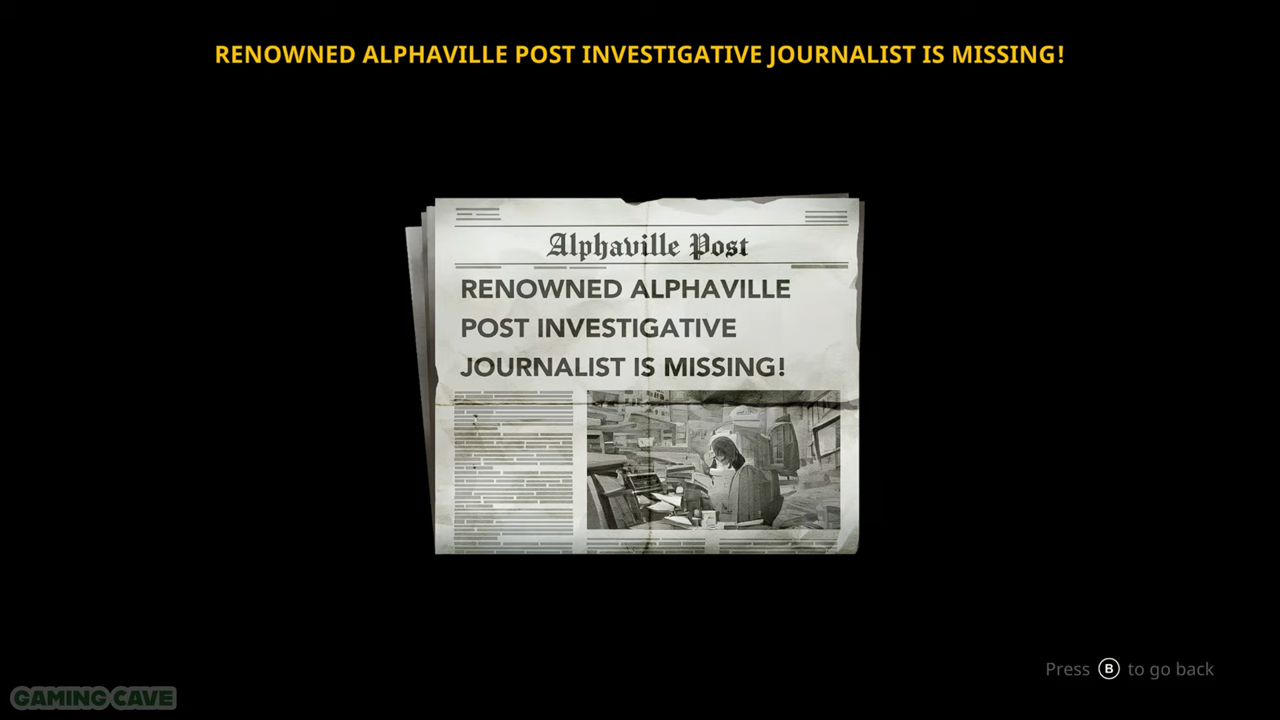 RENOWNED ALPHAVILLE POST INVESTIGATIVE JOURNALIST IS MISSING!
Alphaville Post
RENOWNED ALPHAVILLE
POST INVESTIGATIVE
JOURNALIST IS MISSING!
Press B to go back
GAMING CAVE